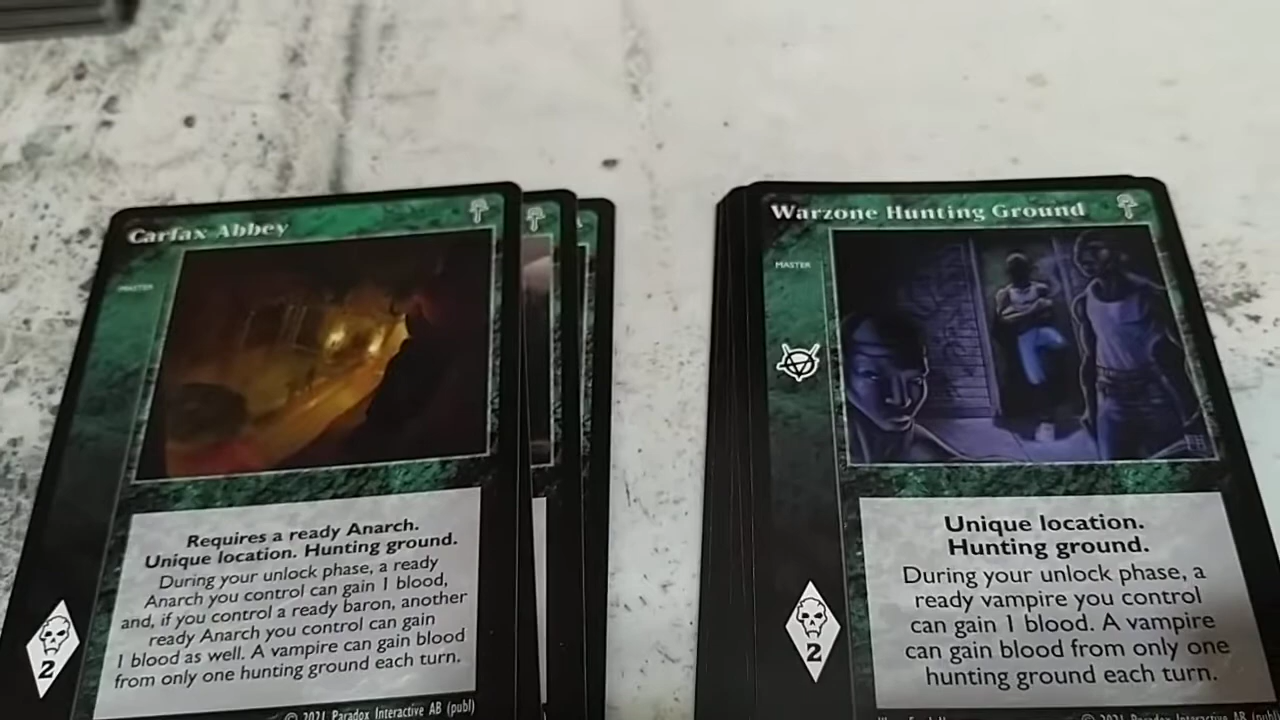 Carfax Abbey
MASTER
Requires a ready Anarch.
Unique location. Hunting ground.
During your unlock phase, a ready
Anarch you control can gain 1 blood,
and, if you control a ready baron, another
ready Anarch you control can gain
1 blood as well. A vampire can gain blood
from only one hunting ground each turn.
2
© 2021 Paradox Interactive AB (publ)
Warzone Hunting Ground
MASTER
Unique location.
Hunting ground.
During your unlock phase, a
ready vampire you control
can gain 1 blood. A vampire
can gain blood from only one
hunting ground each turn.
2
Paradox Interactive AB